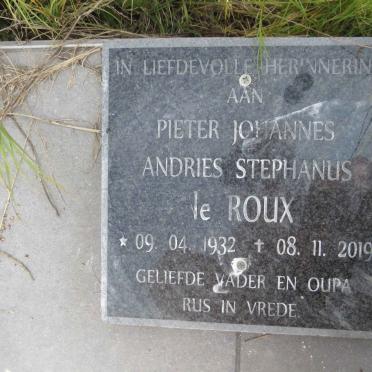 IN LIEFDEVOLLE HERINNERIN
AAN
PIETER JOHANNES
ANDRIES STEPHANUS
le ROUX
* 09. 04. 1932 ✝ 08. 11. 2019
GELIEFDE VADER EN OUPA
RUS IN VREDE